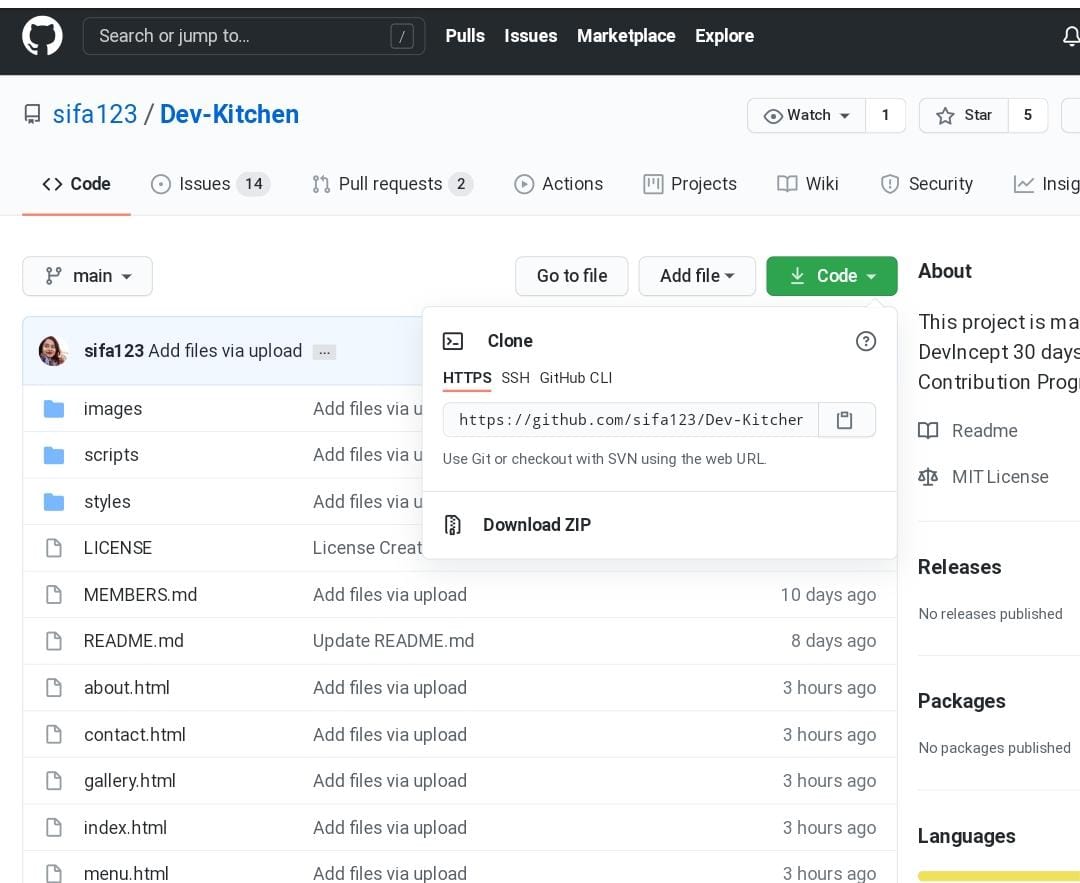 Search or jump to... / Pulls Issues Marketplace Explore
sifa123 / Dev-Kitchen Watch 1 Star 5
Code Issues 14 Pull requests 2 Actions Projects Wiki Security Insig
main Go to file Add file Code
sifa123 Add files via upload ...
Clone
HTTPS SSH GitHub CLI
https://github.com/sifa123/Dev-Kitcher
Use Git or checkout with SVN using the web URL.
Download ZIP
images Add files via u
scripts Add files via u
styles Add files via u
LICENSE License Creat
MEMBERS.md Add files via upload 10 days ago
README.md Update README.md 8 days ago
about.html Add files via upload 3 hours ago
contact.html Add files via upload 3 hours ago
gallery.html Add files via upload 3 hours ago
index.html Add files via upload 3 hours ago
menu.html Add files via upload 3 hours ago
About
This project is ma
DevIncept 30 days
Contribution Prog
Readme
MIT License
Releases
No releases published
Packages
No packages published
Languages